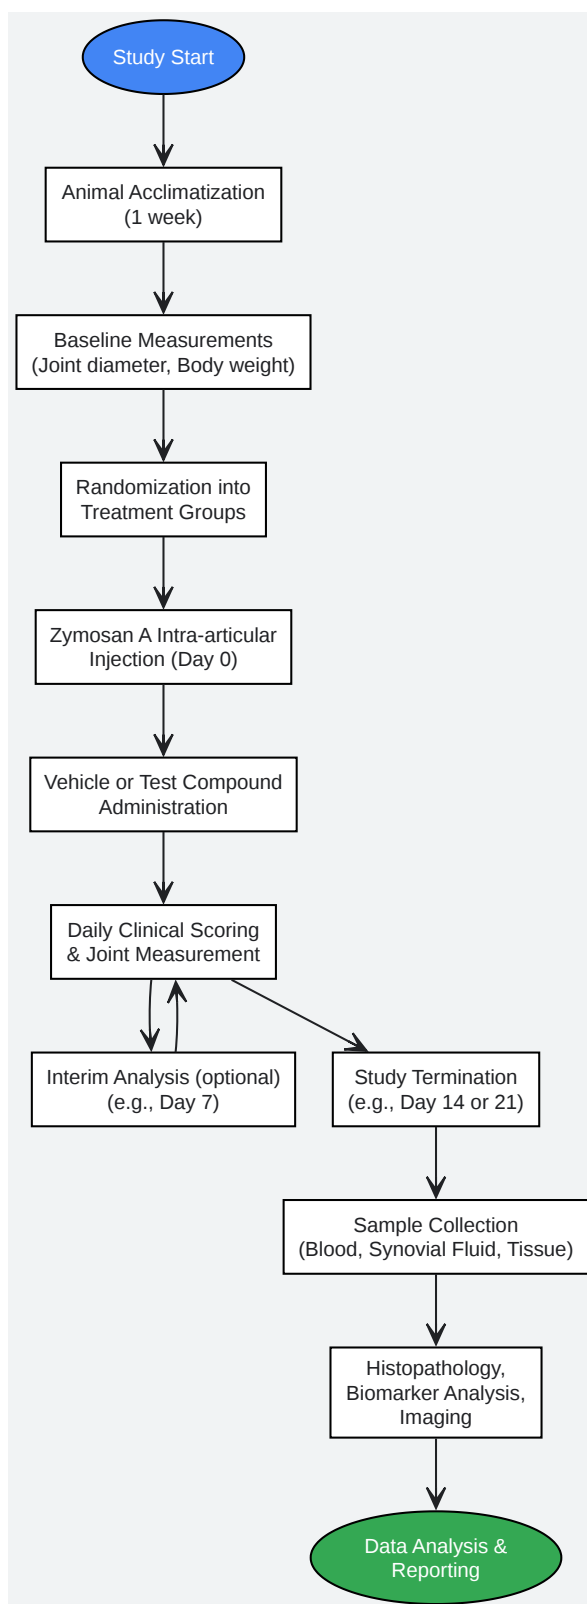 Study Start
Animal Acclimatization
(1 week)
Baseline Measurements
(Joint diameter, Body weight)
Randomization into
Treatment Groups
Zymosan A Intra-articular
Injection (Day 0)
Vehicle or Test Compound
Administration
Daily Clinical Scoring
& Joint Measurement
Interim Analysis (optional)
(e.g., Day 7)
Study Termination
(e.g., Day 14 or 21)
Sample Collection
(Blood, Synovial Fluid, Tissue)
Histopathology,
Biomarker Analysis,
Imaging
Data Analysis &
Reporting